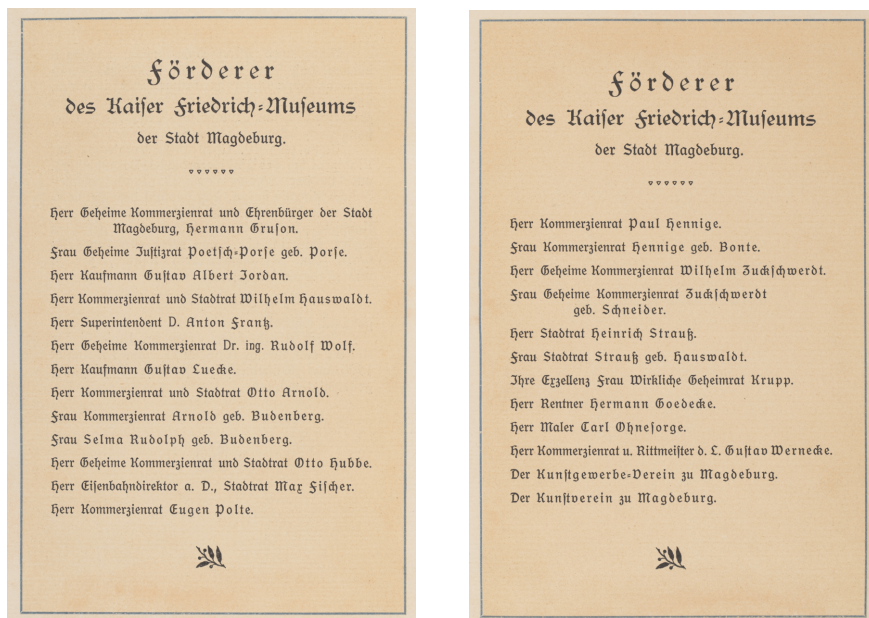 Förderer
des Kaiser Friedrich-Museums
der Stadt Magdeburg.
Herr Geheime Kommerzienrat und Ehrenbürger der Stadt
Magdeburg, Hermann Gruson.
Frau Geheime Justizrat Poetsch-Porse geb. Porse.
Herr Kaufmann Gustav Albert Jordan.
Herr Kommerzienrat und Stadtrat Wilhelm Hauswaldt.
Herr Superintendent D. Anton Frantz.
Herr Geheime Kommerzienrat Dr. ing. Rudolf Wolf.
Herr Kaufmann Gustav Luecke.
Herr Kommerzienrat und Stadtrat Otto Arnold.
Frau Kommerzienrat Arnold geb. Budenberg.
Frau Selma Rudolph geb. Budenberg.
Herr Geheime Kommerzienrat und Stadtrat Otto Hubbe.
Herr Eisenbahndirektor a. D., Stadtrat Max Fischer.
Herr Kommerzienrat Eugen Polte.
Förderer
des Kaiser Friedrich-Museums
der Stadt Magdeburg.
Herr Kommerzienrat Paul Hennige.
Frau Kommerzienrat Hennige geb. Bonte.
Herr Geheime Kommerzienrat Wilhelm Zuckschwerdt.
Frau Geheime Kommerzienrat Zuckschwerdt
geb. Schneider.
Herr Stadtrat Heinrich Strauß.
Frau Stadtrat Strauß geb. Hauswaldt.
Ihre Exzellenz Frau Wirkliche Geheimrat Krupp.
Herr Rentner Hermann Goedecke.
Herr Maler Carl Ohnesorge.
Herr Kommerzienrat u. Rittmeister d. L. Gustav Wernecke.
Der Kunstgewerbe-Verein zu Magdeburg.
Der Kunstverein zu Magdeburg.